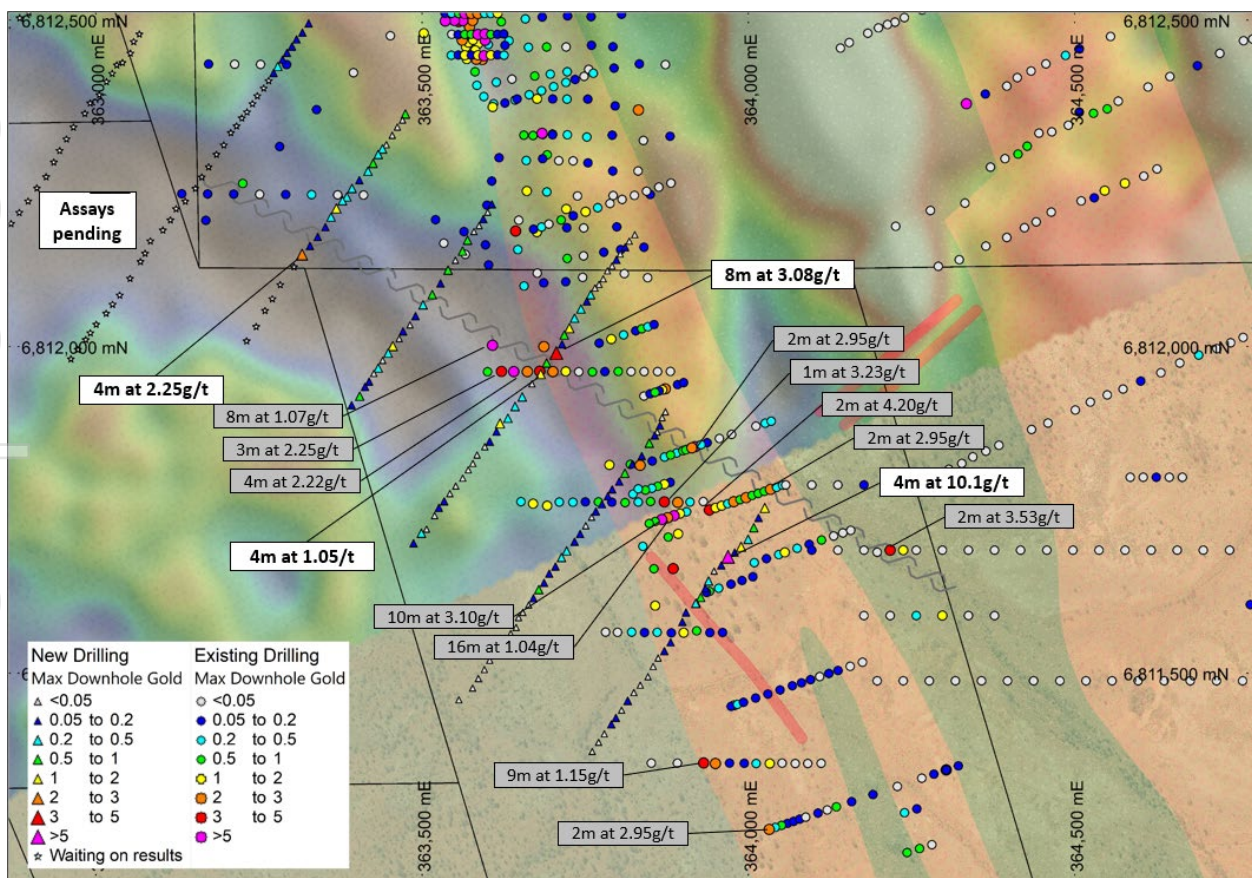 6,812,500 mN
363,000 mE
363,500 mE
364,000 mE
364,500 mE
6,812,500 mN
Assays
pending
8m at 3.08g/t
6,812,000 mN
6,812,000 mN
2m at 2.95g/t
1m at 3.23g/t
4m at 2.25g/t
2m at 4.20g/t
8m at 1.07g/t
2m at 2.95g/t
3m at 2.25g/t
4m at 2.22g/t
4m at 10.1g/t
2m at 3.53g/t
4m at 1.05/t
10m at 3.10g/t
16m at 1.04g/t
6,811,500 mN
New Drilling
Max Downhole Gold
<0.05
0.05 to 0.2
0.2 to 0.5
0.5 to 1
1 to 2
2 to 3
3 to 5
>5
Waiting on results
Existing Drilling
Max Downhole Gold
<0.05
0.05 to 0.2
0.2 to 0.5
0.5 to 1
1 to 2
2 to 3
3 to 5
>5
9m at 1.15g/t
2m at 2.95g/t
363,500 mE
364,000 mE
364,500 mE